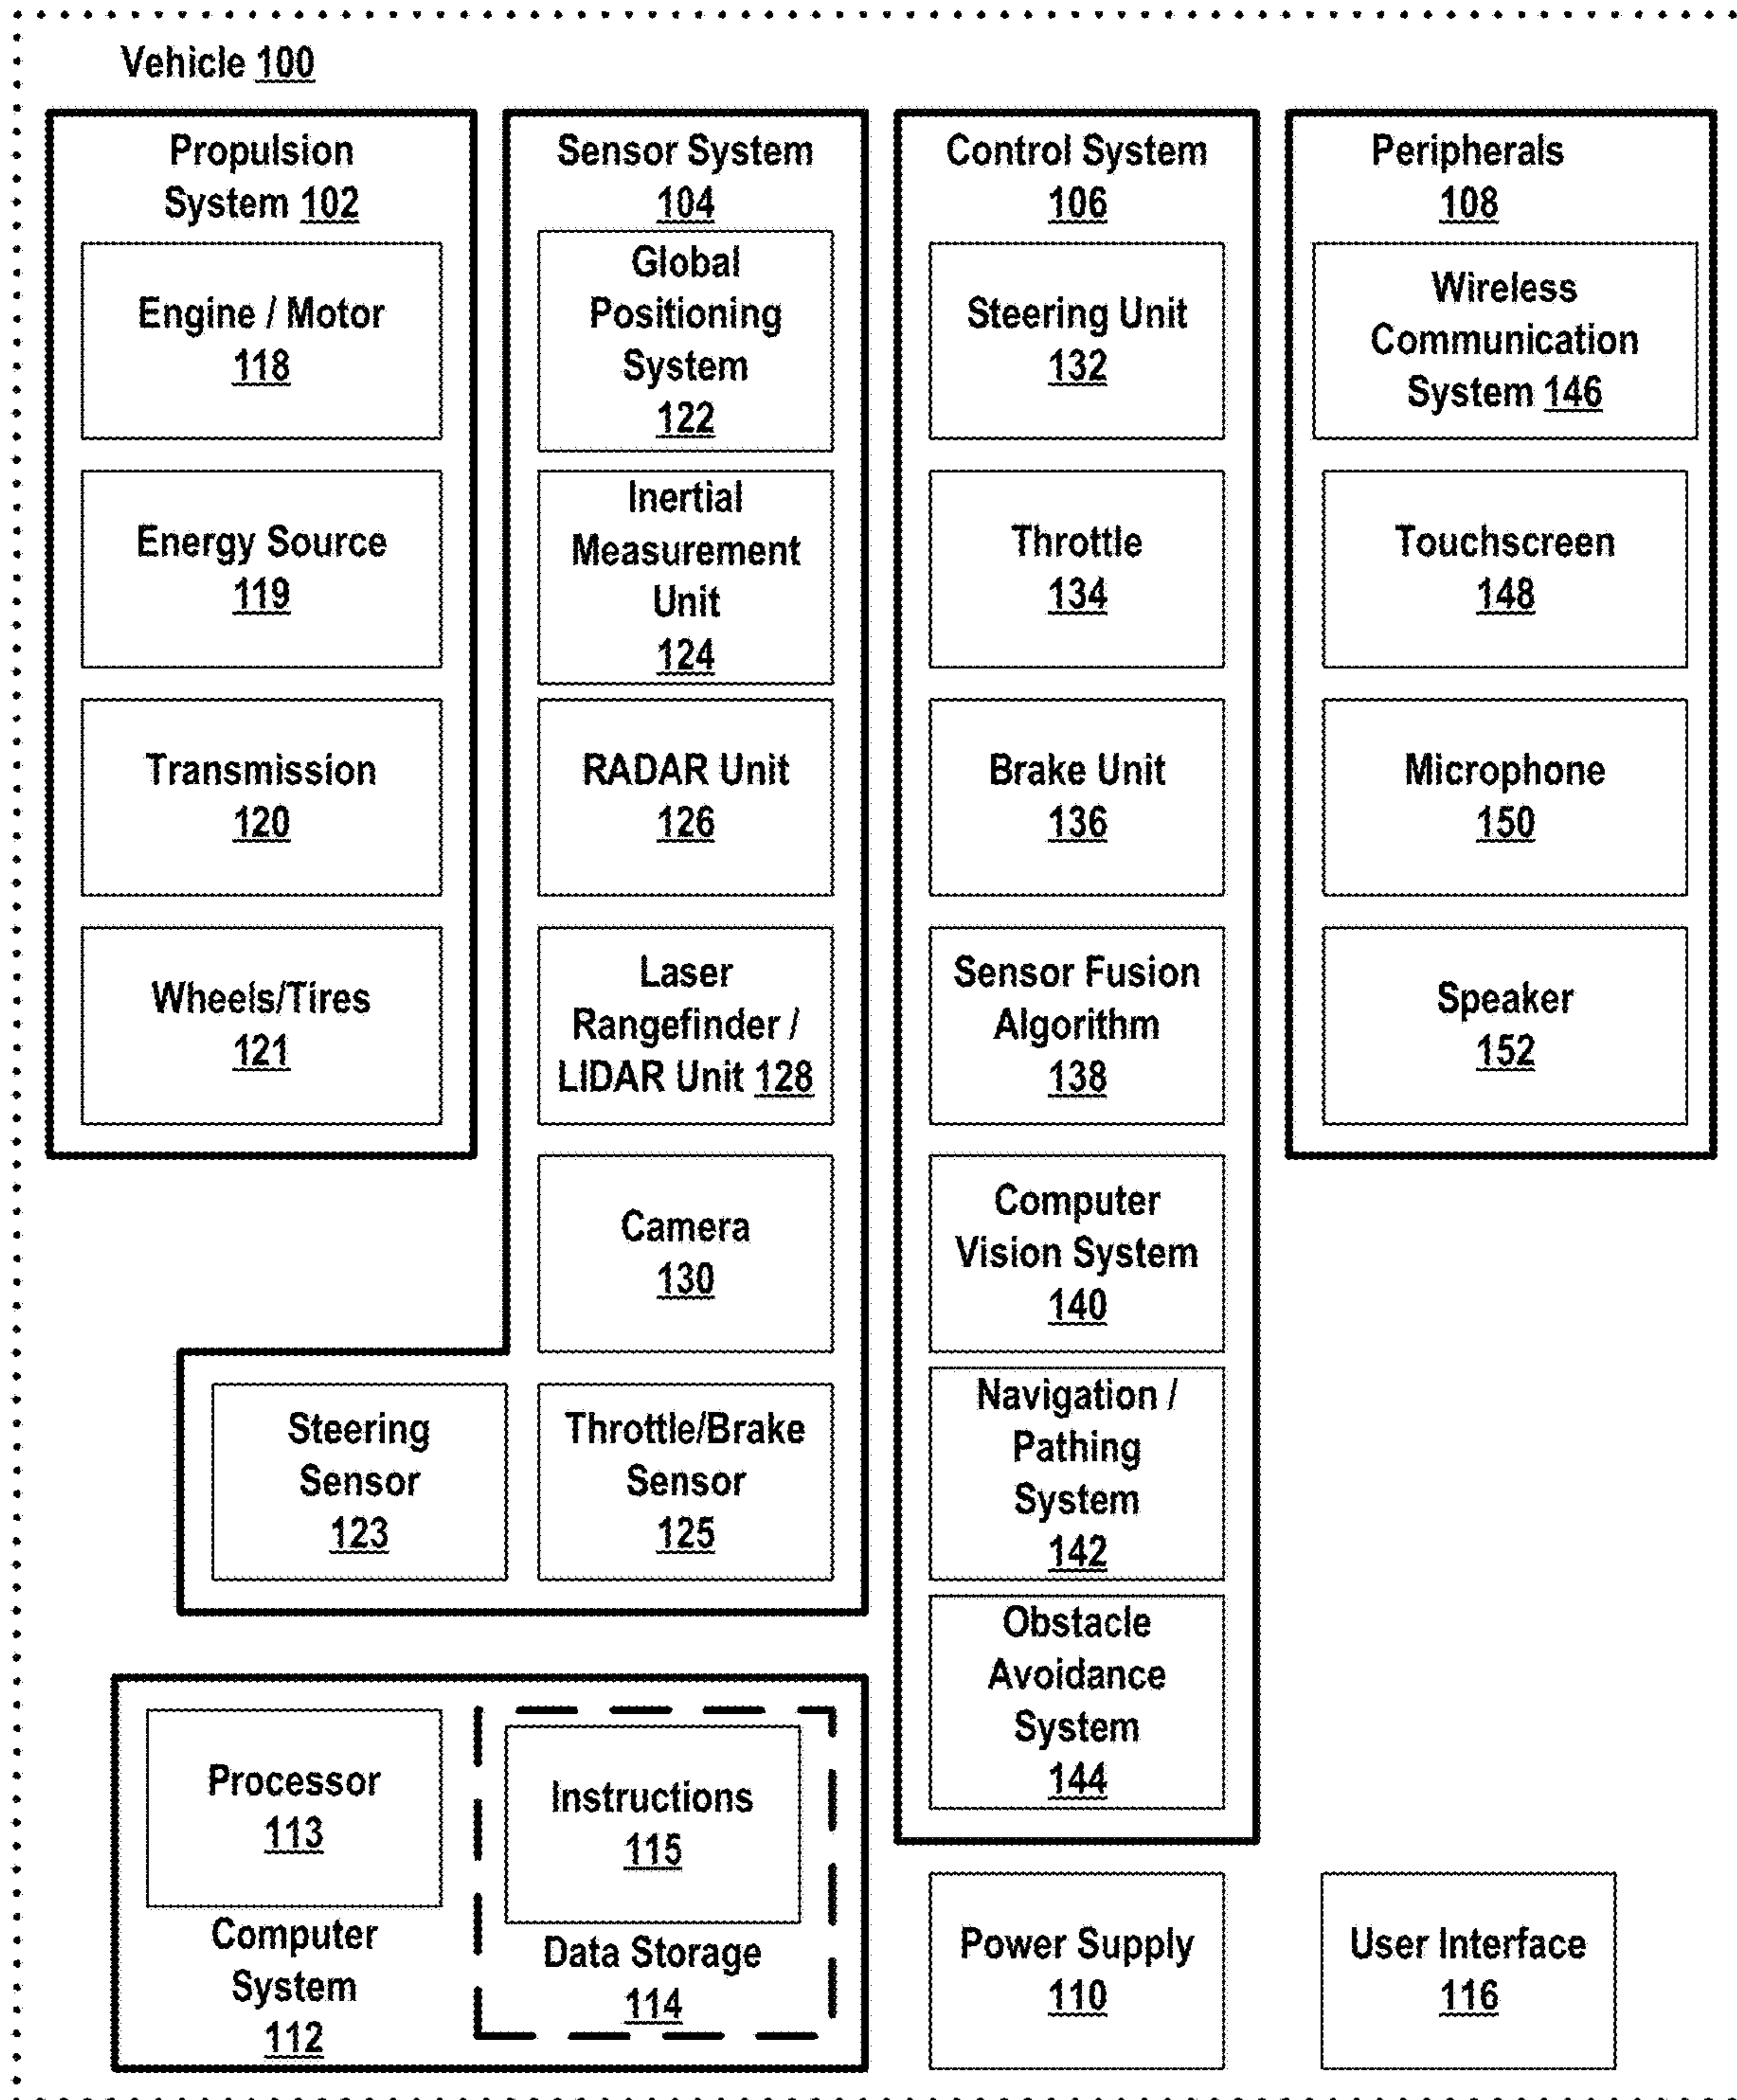 Vehicle 100
Propulsion
System 102
Engine / Motor
118
Energy Source
119
Transmission
120
Wheels/Tires
121
Sensor System
104
Global
Positioning
System
122
Inertial
Measurement
Unit
124
RADAR Unit
126
Laser
Rangefinder /
LIDAR Unit 128
Camera
130
Steering
Sensor
123
Throttle/Brake
Sensor
125
Control System
106
Steering Unit
132
Throttle
134
Brake Unit
136
Sensor Fusion
Algorithm
138
Computer
Vision System
140
Navigation /
Pathing
System
142
Obstacle
Avoidance
System
144
Peripherals
108
Wireless
Communication
System 146
Touchscreen
148
Microphone
150
Speaker
152
Processor
113
Computer
System
112
Instructions
115
Data Storage
114
Power Supply
110
User Interface
116